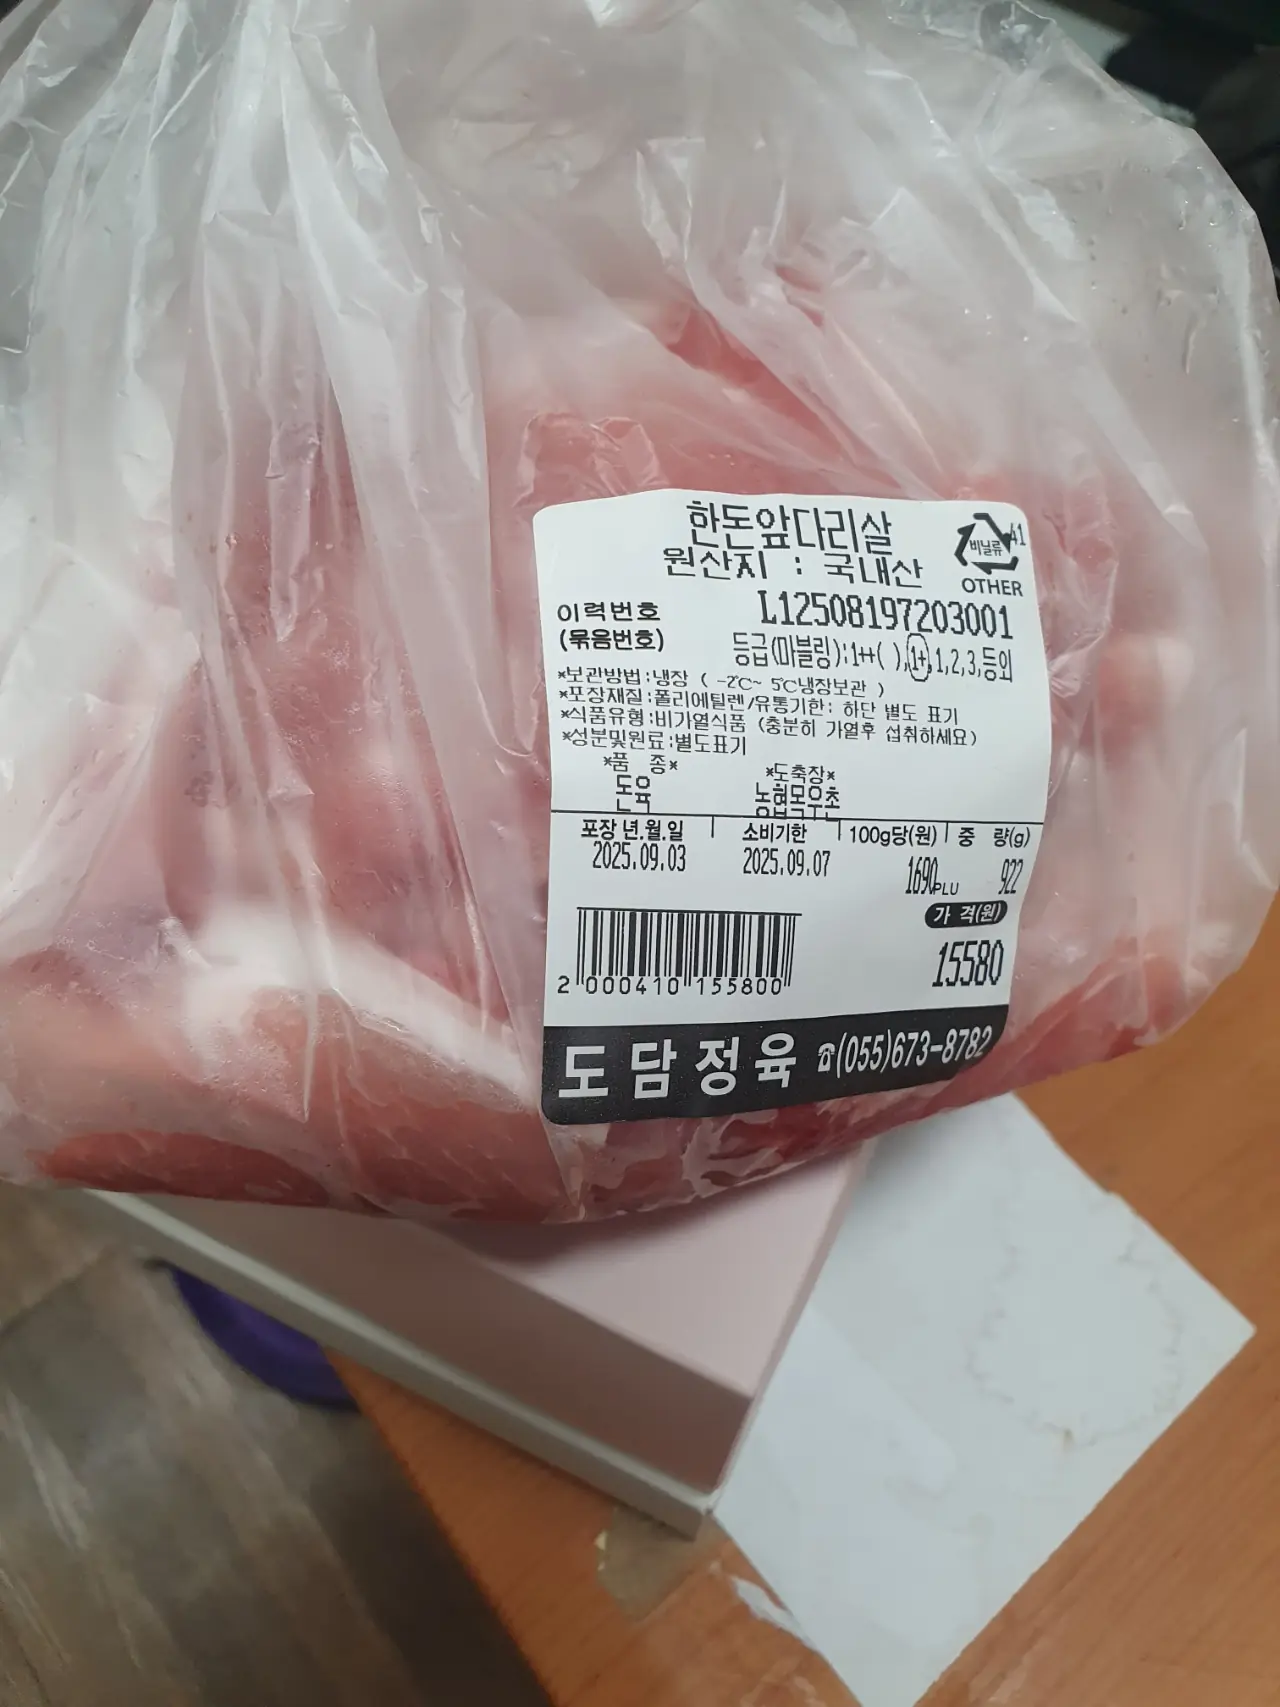 한돈앞다리살
원산지 : 국내산
비닐류 41
OTHER
이력번호
(묶음번호)
L12508197203001
등급(마블링):1++( ),1+,1,2,3,등외
*보관방법:냉장 ( -2℃~ 5℃냉장보관 )
*포장재질:폴리에틸렌/유통기한: 하단 별도 표기
*식품유형:비가열식품 (충분히 가열후 섭취하세요)
*성분및원료:별도표기
*품 종* *도축장*
돈육 농협목우촌
포장 년.월.일 소비기한 100g당(원) 중 량(g)
2025.09.03 2025.09.07 1690 PLU 922
가 격(원)
15580
2 000410 155800
도담정육 ☎(055)673-8782